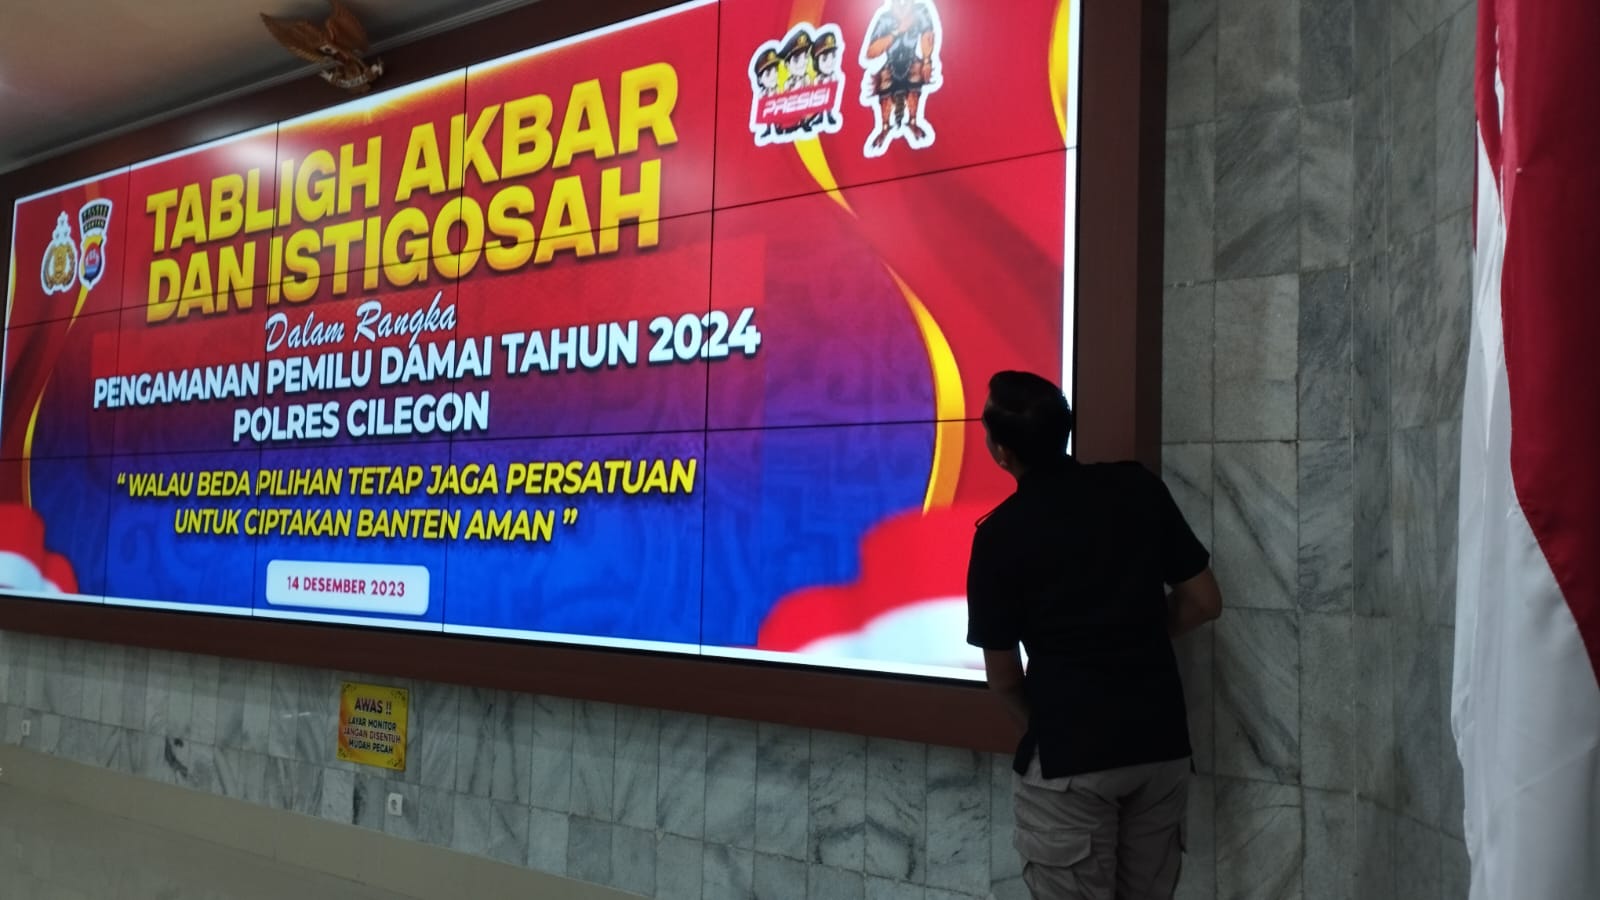 PRESISI
TABLIGH AKBAR
DAN ISTIGOSAH
Dalam Rangka
PENGAMANAN PEMILU DAMAI TAHUN 2024
POLRES CILEGON
“ WALAU BEDA PILIHAN TETAP JAGA PERSATUAN
UNTUK CIPTAKAN BANTEN AMAN ”
14 DESEMBER 2023
AWAS !!
LAYAR MONITOR
JANGAN DISENTUH
MUDAH PECAH